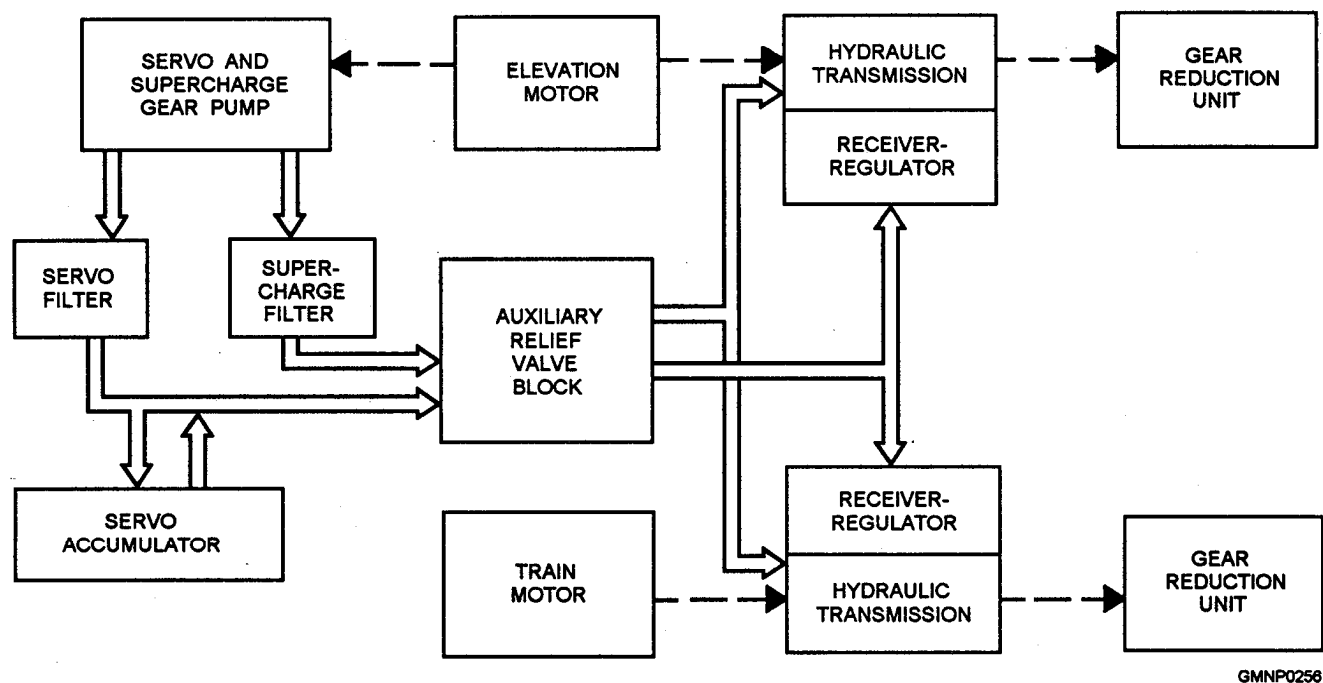 SERVO AND
SUPERCHARGE
GEAR PUMP
ELEVATION
MOTOR
HYDRAULIC
TRANSMISSION
RECEIVER-
REGULATOR
GEAR
REDUCTION
UNIT
SERVO
FILTER
SUPER-
CHARGE
FILTER
AUXILIARY
RELIEF
VALVE
BLOCK
SERVO
ACCUMULATOR
TRAIN
MOTOR
RECEIVER-
REGULATOR
HYDRAULIC
TRANSMISSION
GEAR
REDUCTION
UNIT
GMNP0256